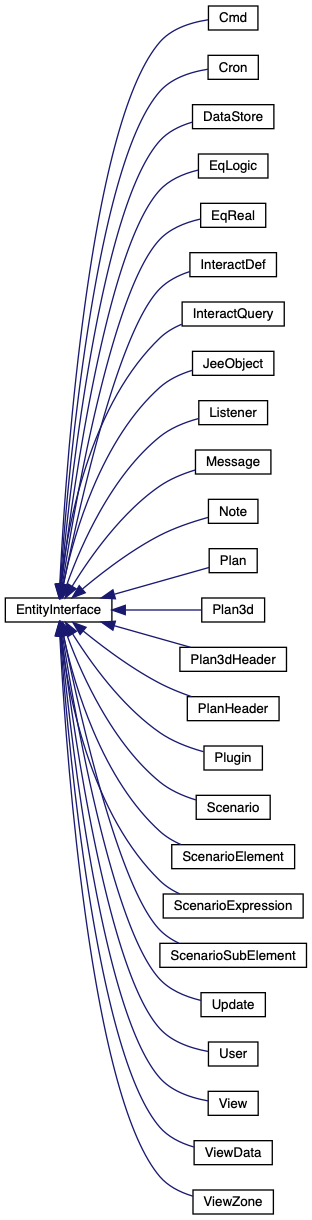 Cmd
Cron
DataStore
EqLogic
EqReal
InteractDef
InteractQuery
JeeObject
Listener
Message
Note
Plan
EntityInterface
Plan3d
Plan3dHeader
PlanHeader
Plugin
Scenario
ScenarioElement
ScenarioExpression
ScenarioSubElement
Update
User
View
ViewData
ViewZone